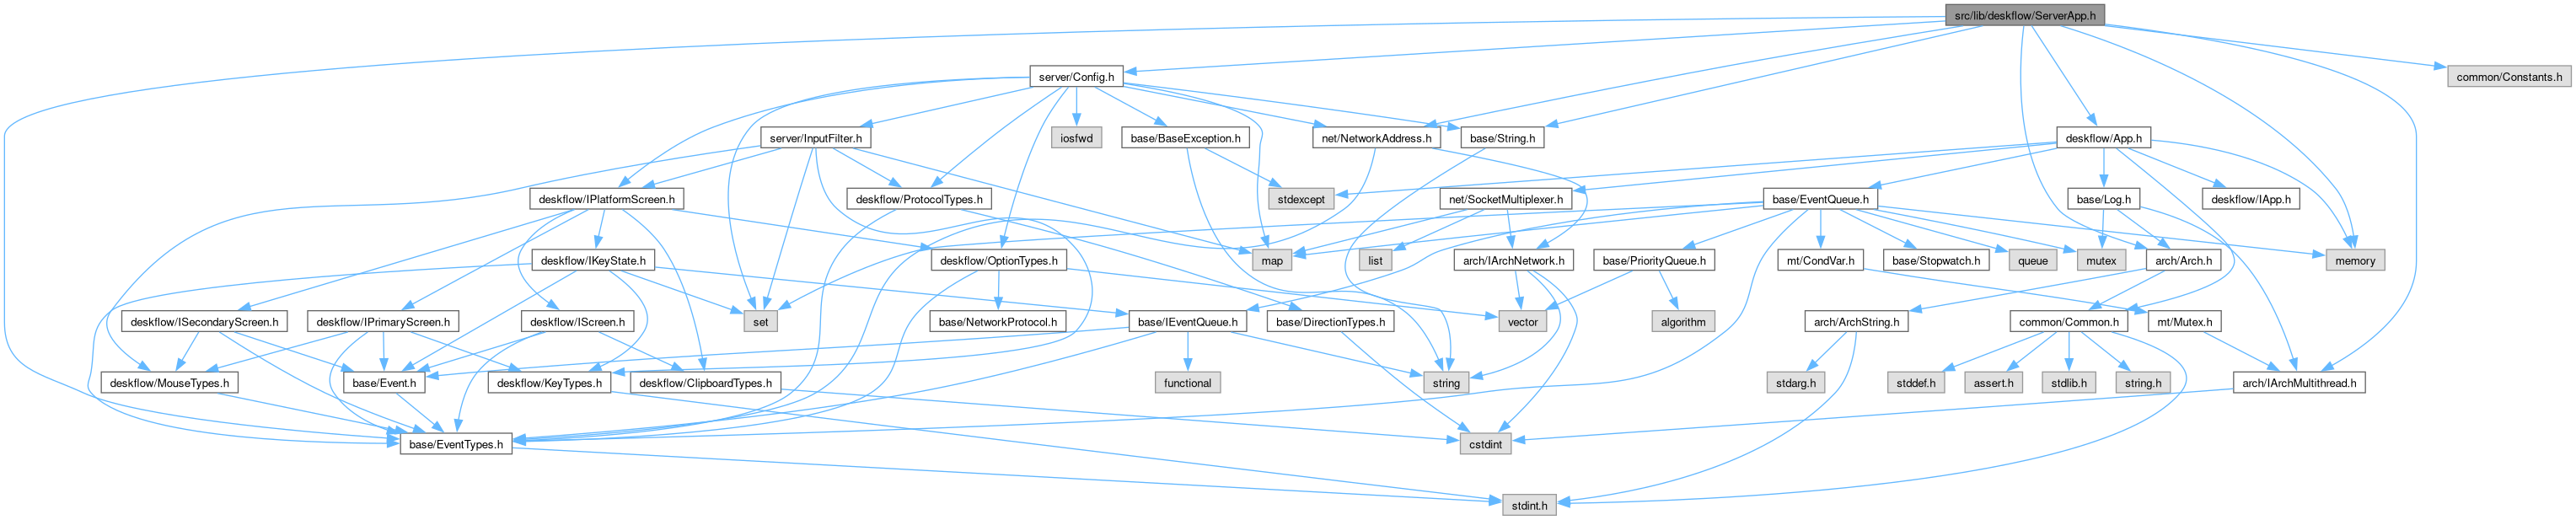 src/lib/deskflow/ServerApp.h
server/Config.h
common/Constants.h
server/InputFilter.h
iosfwd
base/BaseException.h
net/NetworkAddress.h
base/String.h
deskflow/App.h
deskflow/IPlatformScreen.h
deskflow/ProtocolTypes.h
stdexcept
net/SocketMultiplexer.h
base/EventQueue.h
base/Log.h
deskflow/IApp.h
deskflow/IKeyState.h
deskflow/OptionTypes.h
map
list
arch/IArchNetwork.h
base/PriorityQueue.h
mt/CondVar.h
base/Stopwatch.h
queue
mutex
arch/Arch.h
memory
deskflow/ISecondaryScreen.h
deskflow/IPrimaryScreen.h
deskflow/IScreen.h
set
base/NetworkProtocol.h
base/IEventQueue.h
base/DirectionTypes.h
vector
algorithm
arch/ArchString.h
common/Common.h
mt/Mutex.h
deskflow/MouseTypes.h
base/Event.h
deskflow/KeyTypes.h
deskflow/ClipboardTypes.h
functional
string
stdarg.h
stddef.h
assert.h
stdlib.h
string.h
arch/IArchMultithread.h
base/EventTypes.h
cstdint
stdint.h